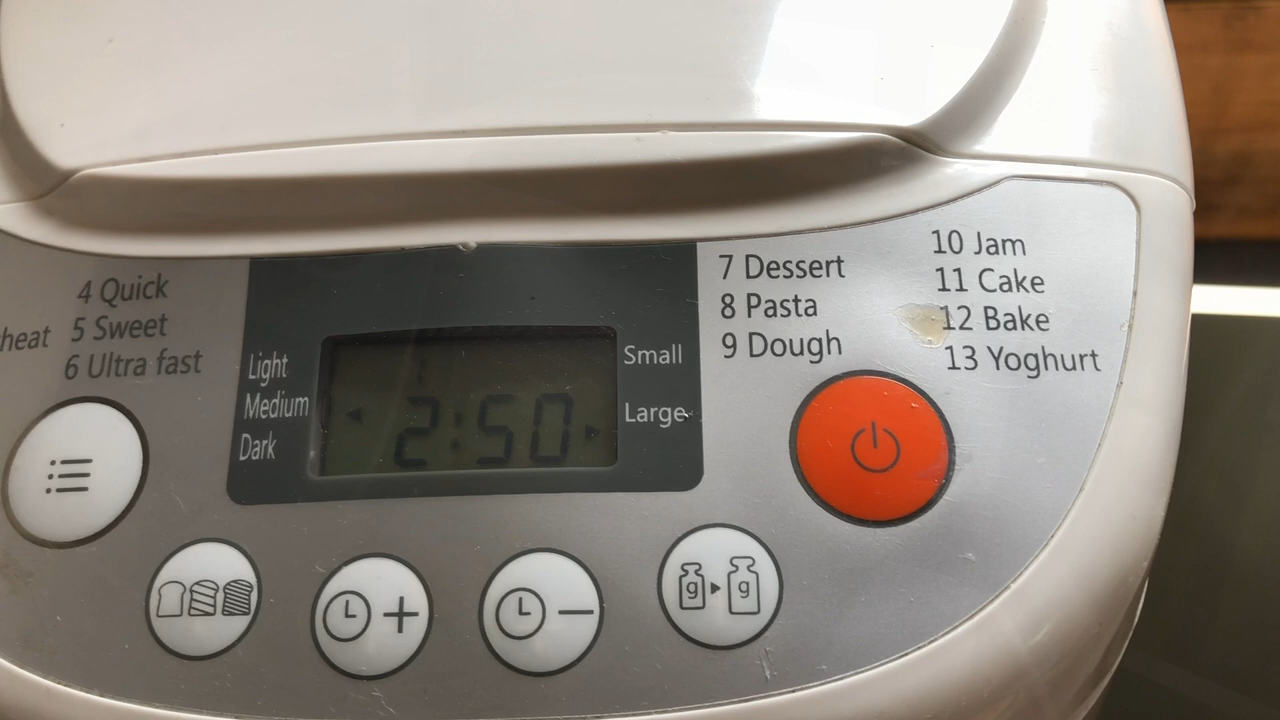 heat
4 Quick
5 Sweet
6 Ultra fast
Light
Medium
Dark
2:50
Small
Large
7 Dessert
8 Pasta
9 Dough
10 Jam
11 Cake
12 Bake
13 Yoghurt
g g